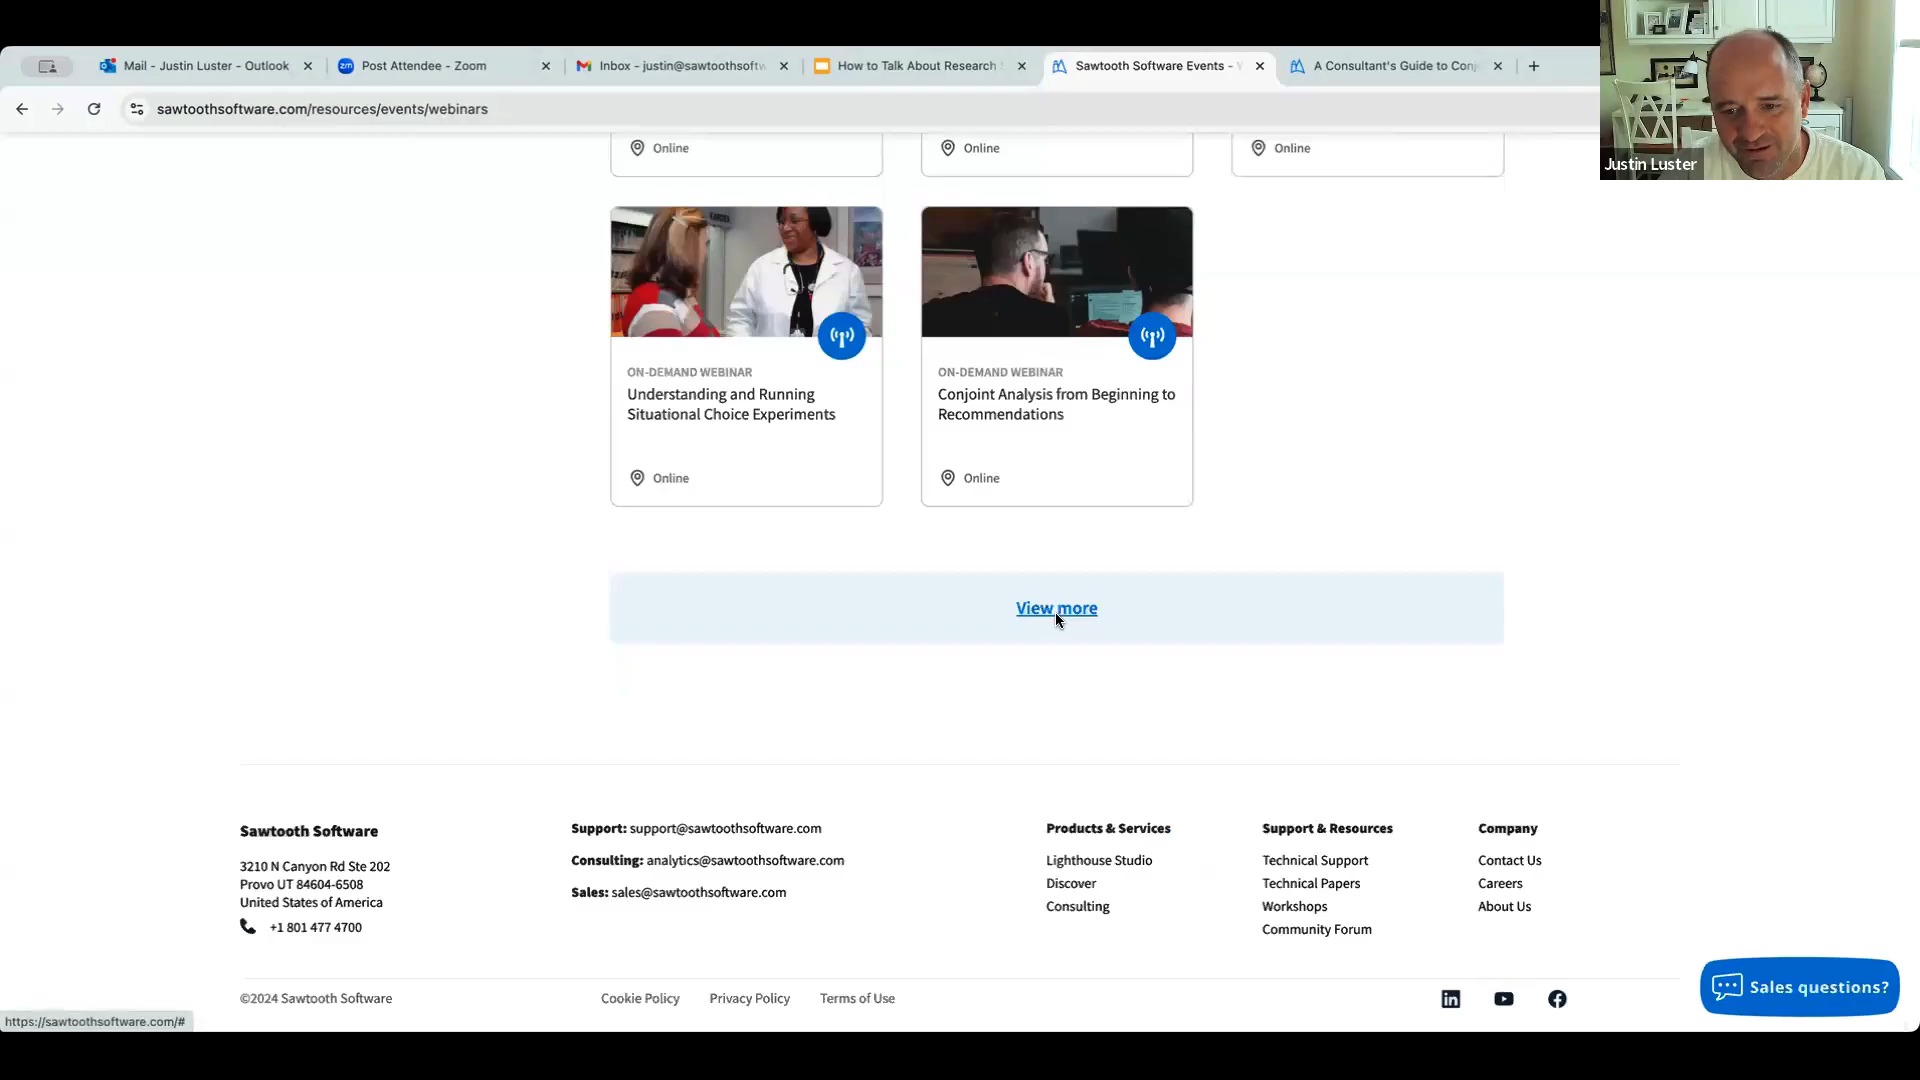 Mail - Justin Luster - Outlook
Post Attendee - Zoom
Inbox - justin@sawtoothsoftw
How to Talk About Research
Sawtooth Software Events -
A Consultant's Guide to Conj
sawtoothsoftware.com/resources/events/webinars
Justin Luster
Online
Online
Online
ON-DEMAND WEBINAR
Understanding and Running
Situational Choice Experiments
Online
ON-DEMAND WEBINAR
Conjoint Analysis from Beginning to
Recommendations
Online
View more
Sawtooth Software
3210 N Canyon Rd Ste 202
Provo UT 84604-6508
United States of America
+1 801 477 4700
Support: support@sawtoothsoftware.com
Consulting: analytics@sawtoothsoftware.com
Sales: sales@sawtoothsoftware.com
Products & Services
Lighthouse Studio
Discover
Consulting
Support & Resources
Technical Support
Technical Papers
Workshops
Community Forum
Company
Contact Us
Careers
About Us
Sales questions?
©2024 Sawtooth Software
Cookie Policy
Privacy Policy
Terms of Use
https://sawtoothsoftware.com/#